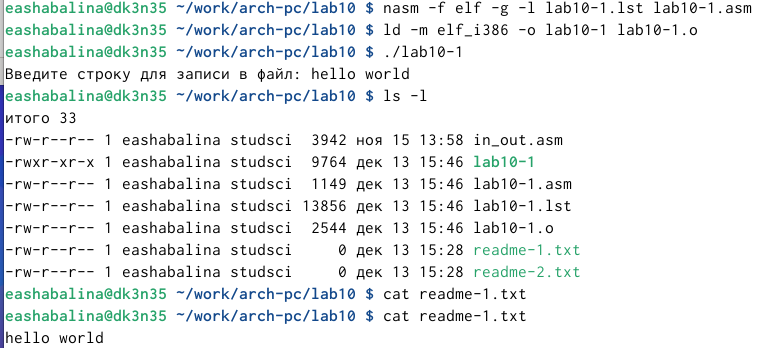 eashabalina@dk3n35 ~/work/arch-pc/lab10 $ nasm -f elf -g -l lab10-1.lst lab10-1.asm
eashabalina@dk3n35 ~/work/arch-pc/lab10 $ ld -m elf_i386 -o lab10-1 lab10-1.o
eashabalina@dk3n35 ~/work/arch-pc/lab10 $ ./lab10-1
Введите строку для записи в файл: hello world
eashabalina@dk3n35 ~/work/arch-pc/lab10 $ ls -l
итого 33
-rw-r--r-- 1 eashabalina studsci  3942 ноя 15 13:58 in_out.asm
-rwxr-xr-x 1 eashabalina studsci  9764 дек 13 15:46 lab10-1
-rw-r--r-- 1 eashabalina studsci  1149 дек 13 15:46 lab10-1.asm
-rw-r--r-- 1 eashabalina studsci 13856 дек 13 15:46 lab10-1.lst
-rw-r--r-- 1 eashabalina studsci  2544 дек 13 15:46 lab10-1.o
-rw-r--r-- 1 eashabalina studsci     0 дек 13 15:28 readme-1.txt
-rw-r--r-- 1 eashabalina studsci     0 дек 13 15:28 readme-2.txt
eashabalina@dk3n35 ~/work/arch-pc/lab10 $ cat readme-1.txt
eashabalina@dk3n35 ~/work/arch-pc/lab10 $ cat readme-1.txt
hello world